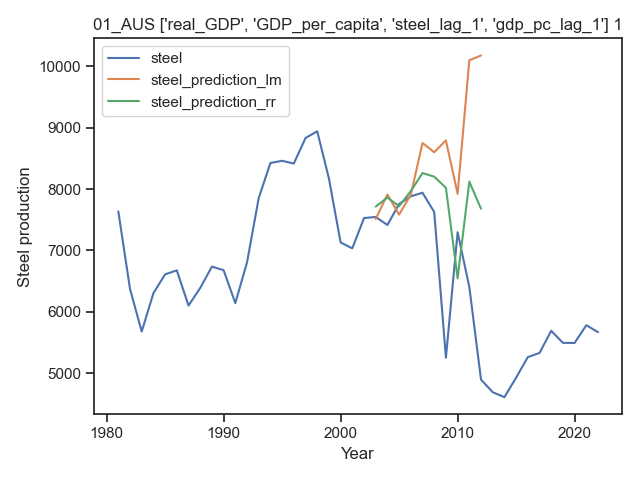 01_AUS ['real_GDP', 'GDP_per_capita', 'steel_lag_1', 'gdp_pc_lag_1'] 1
steel
steel_prediction_lm
steel_prediction_rr
10000
9000
8000
7000
6000
5000
Steel production
1980
1990
2000
2010
2020
Year